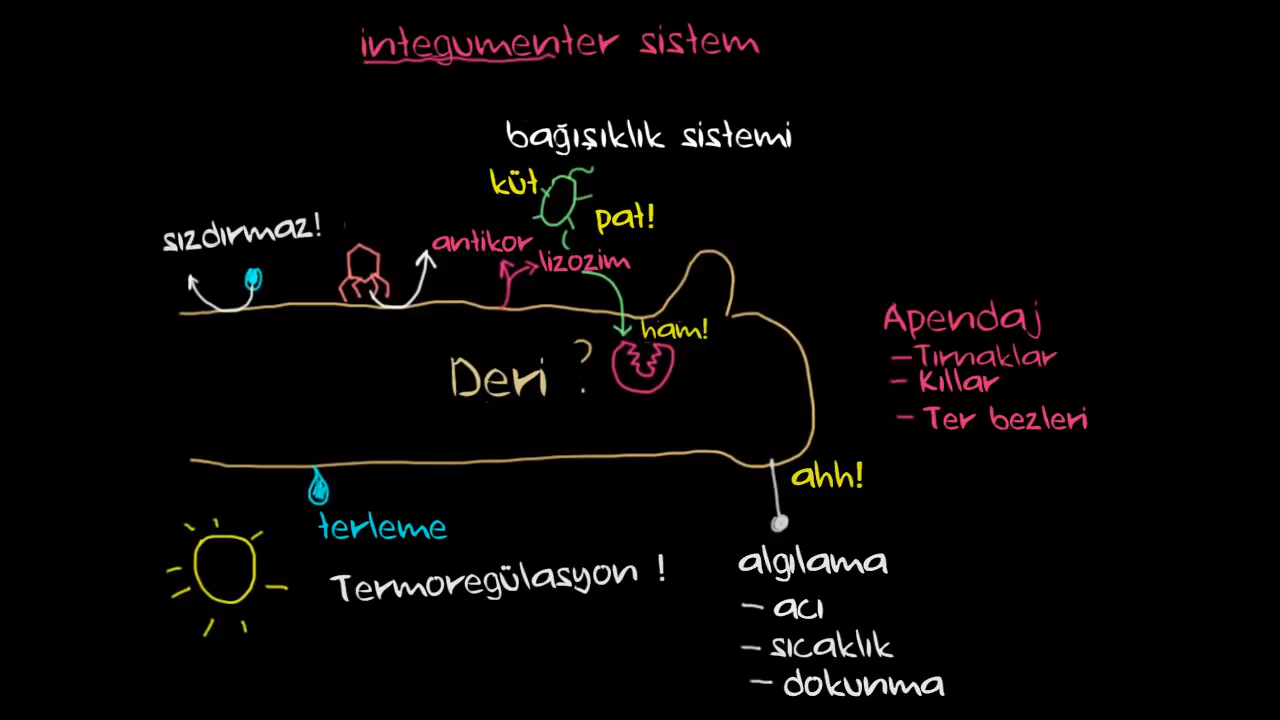 integumenter sistem
bağışıklık sistemi
küt
pat!
sızdırmaz!
antikor
lizozim
ham!
Deri ?
Apendaj
– Tırnaklar
– Kıllar
– Ter bezleri
ahh!
terleme
Termoregülasyon !
algılama
– acı
– sıcaklık
– dokunma